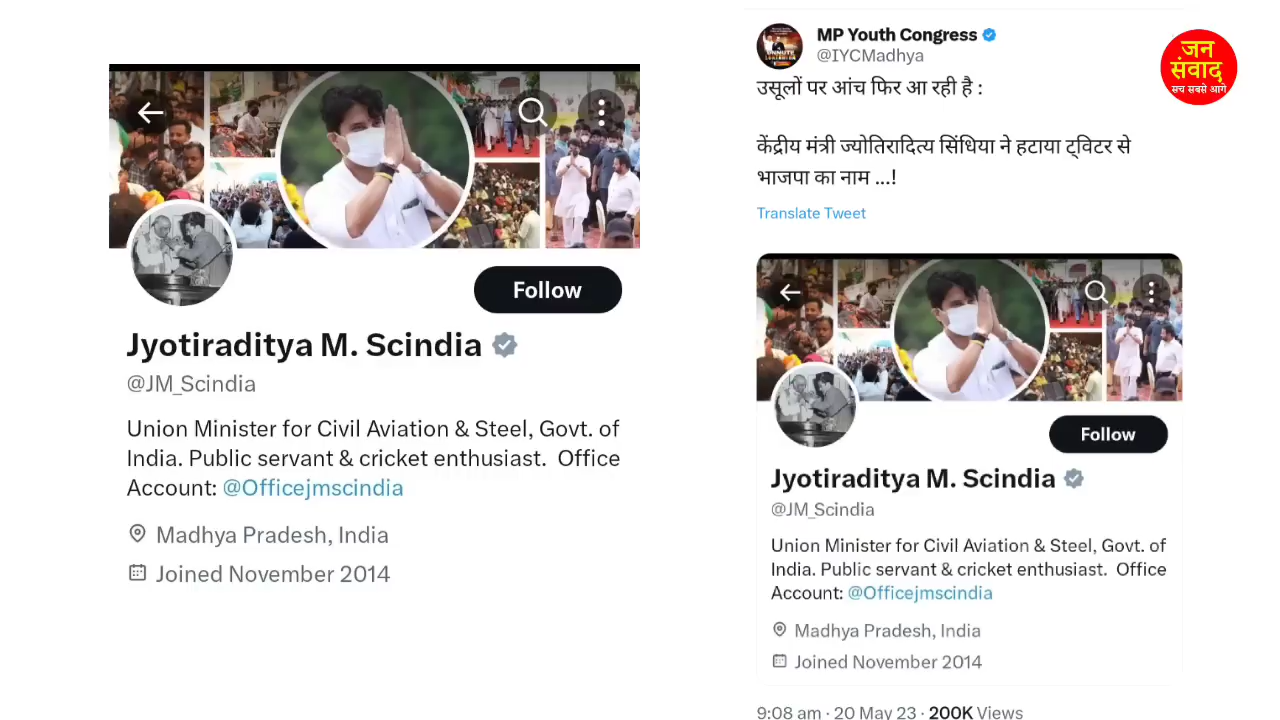 Follow
Jyotiraditya M. Scindia
@JM_Scindia
Union Minister for Civil Aviation & Steel, Govt. of
India. Public servant & cricket enthusiast. Office
Account: @Officejmscindia
Madhya Pradesh, India
Joined November 2014
MP Youth Congress
@IYCMadhya
उसूलों पर आंच फिर आ रही है :
केंद्रीय मंत्री ज्योतिरादित्य सिंधिया ने हटाया ट्विटर से
भाजपा का नाम ...!
Translate Tweet
Follow
Jyotiraditya M. Scindia
@JM_Scindia
Union Minister for Civil Aviation & Steel, Govt. of
India. Public servant & cricket enthusiast. Office
Account: @Officejmscindia
Madhya Pradesh, India
Joined November 2014
9:08 am · 20 May 23 · 200K Views
जन
संवाद
सच सबसे आगे